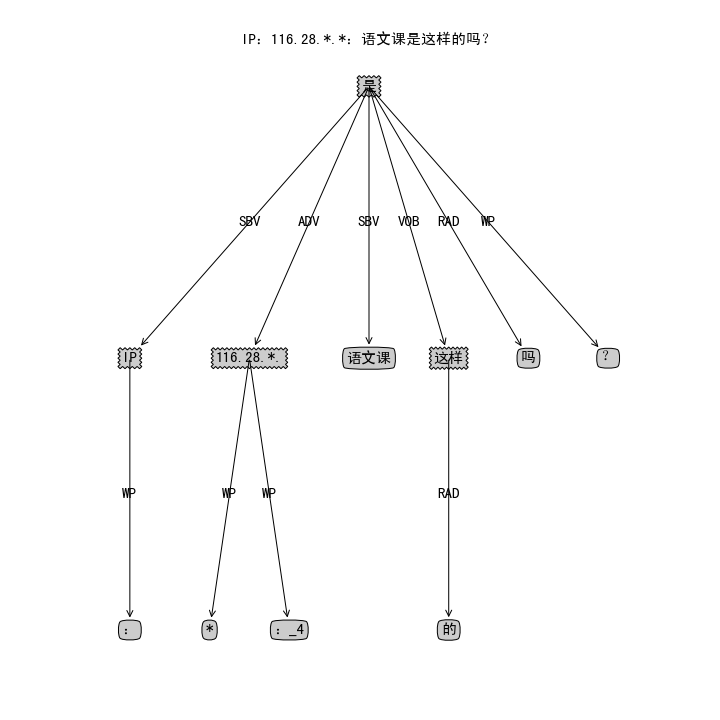 IP：116.28.*.*：语文课是这样的吗？
是
SBV ADV SBV VOB RAD WP
IP 116.28.*. 语文课 这样 吗 ？
WP WP WP RAD
： * ：_4 的